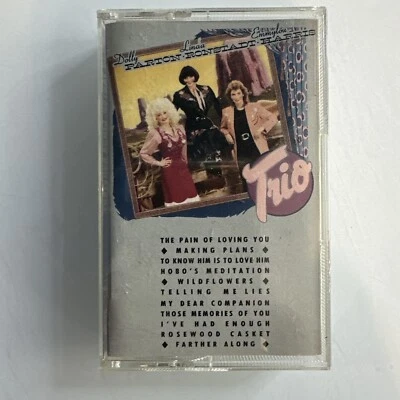 Dolly Linda Emmylou
PARTON·RONSTADT·HARRIS
Trio
THE PAIN OF LOVING YOU
◆ MAKING PLANS ◆
TO KNOW HIM IS TO LOVE HIM
HOBO'S MEDITATION
◆ WILDFLOWERS ◆
TELLING ME LIES
MY DEAR COMPANION
THOSE MEMORIES OF YOU
I'VE HAD ENOUGH
ROSEWOOD CASKET
◆ FARTHER ALONG ◆